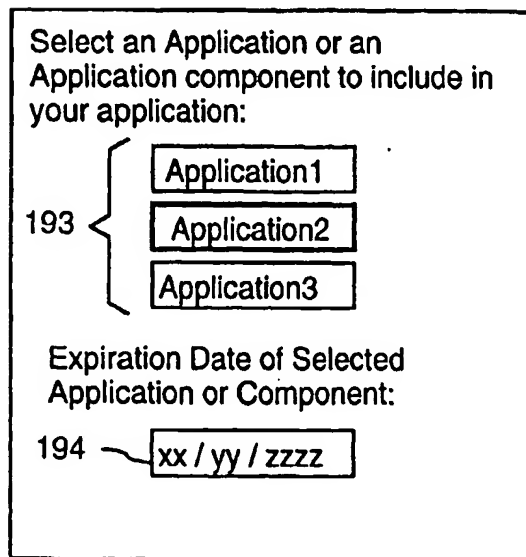 Select an Application or an
Application component to include in
your application:
Application1
193
Application2
Application3
Expiration Date of Selected
Application or Component:
194
xx / yy / zzzz